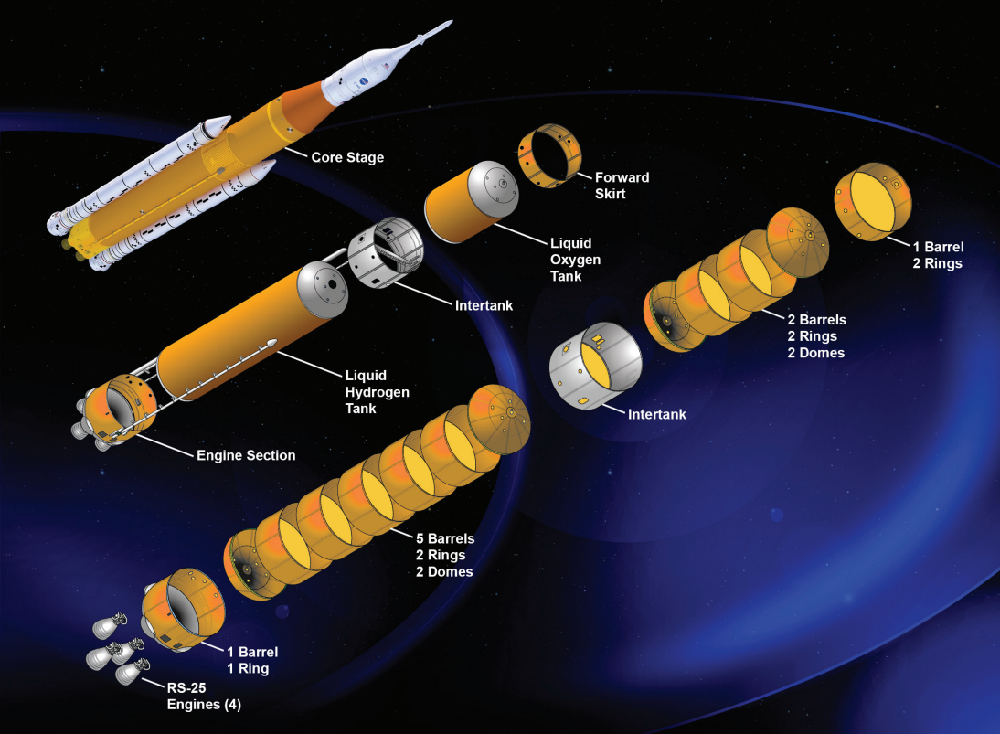 Core Stage
Forward
Skirt
Liquid
Oxygen
Tank
1 Barrel
2 Rings
Intertank
2 Barrels
2 Rings
2 Domes
Liquid
Hydrogen
Tank
Intertank
Engine Section
5 Barrels
2 Rings
2 Domes
1 Barrel
1 Ring
RS-25
Engines (4)